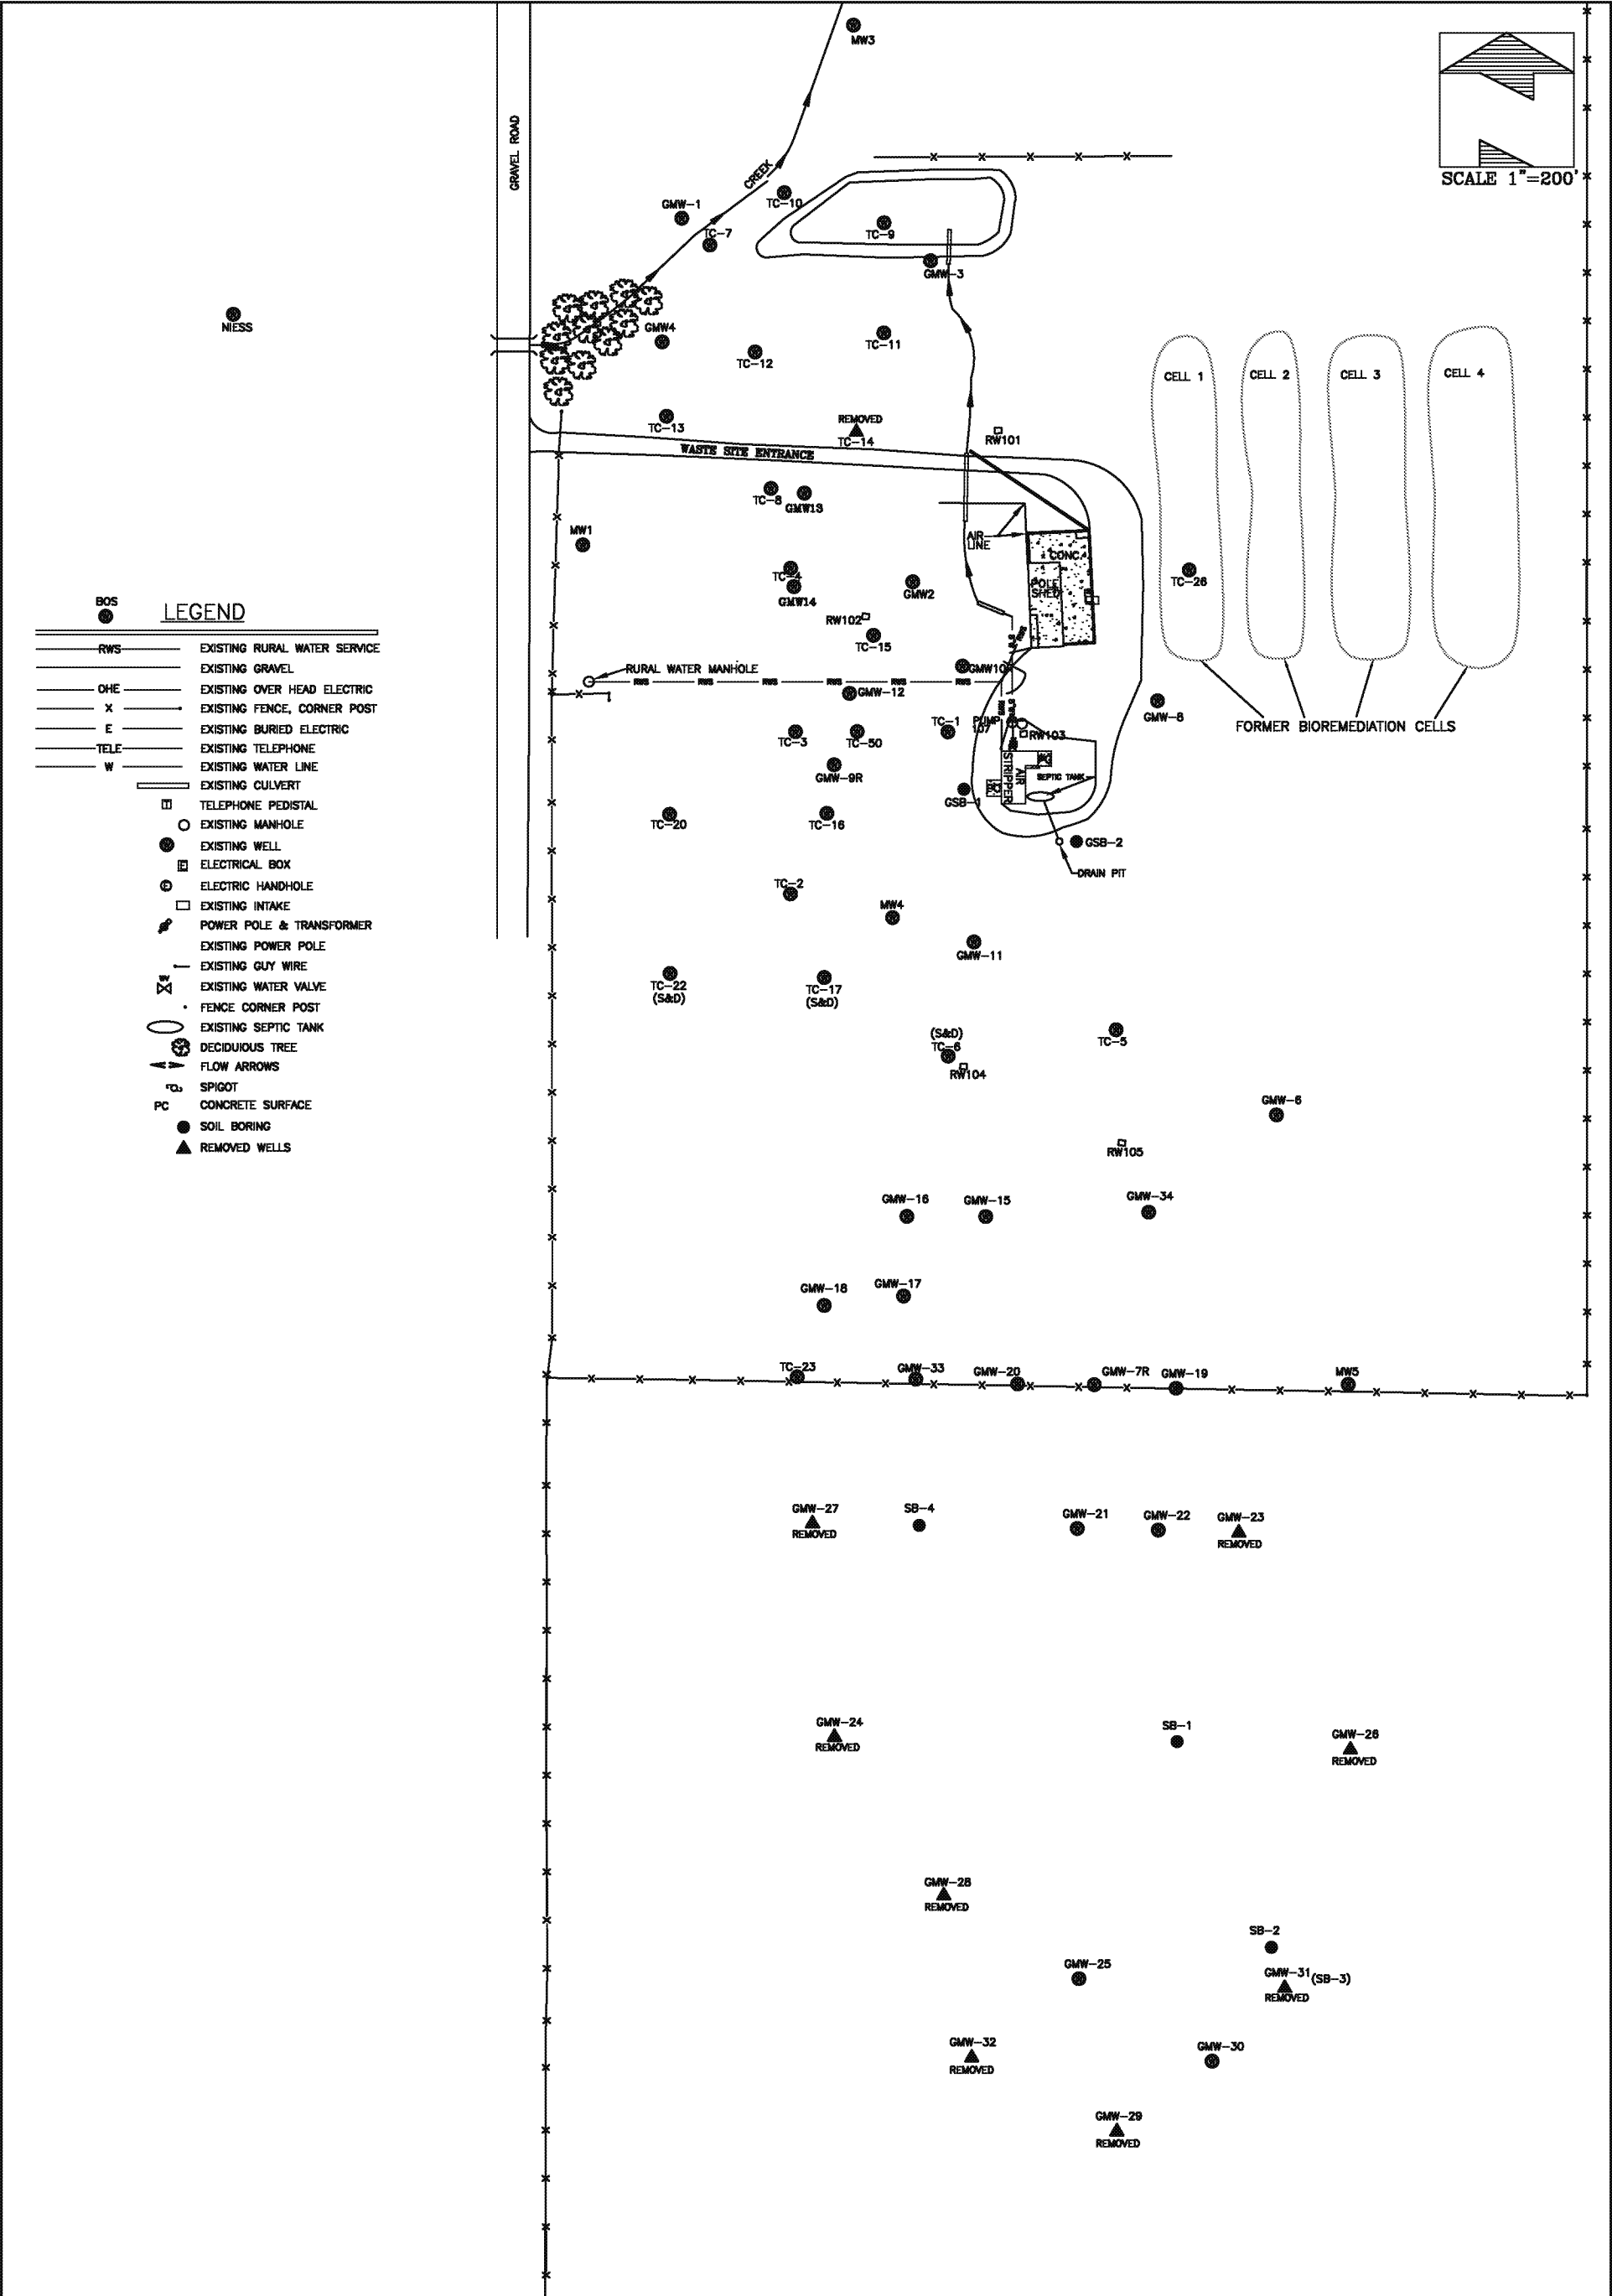 MW3
SCALE 1"=200'
GRAVEL ROAD
CREEK
TC-10
GMW-1
TC-7
TC-9
GMW-3
NIESS
GMW4
TC-12
TC-11
CELL 1
CELL 2
CELL 3
CELL 4
TC-13
REMOVED
TC-14
RW101
WASTE SITE ENTRANCE
TC-8
GMW13
MW1
AIR
LINE
CONC.
TC-4
GMW14
GMW2
POLE
SHED
TC-26
RW102
TC-15
RURAL WATER MANHOLE
RWS
RWS
RWS
RWS
RWS
GMW-12
GMW-8
FORMER BIOREMEDIATION CELLS
TC-3
TC-50
TC-1
PUMP
107
RW103
GMW-9R
AIR
STRIPPER
SEPTIC TANK
GSB-1
TC-20
TC-16
GSB-2
DRAIN PIT
TC-2
MW4
GMW-11
TC-22
(S&D)
TC-17
(S&D)
(S&D)
TC-6
RW104
TC-5
GMW-6
RW105
GMW-16
GMW-15
GMW-34
GMW-18
GMW-17
TC-23
GMW-33
GMW-20
GMW-7R
GMW-19
MW5
GMW-27
REMOVED
SB-4
GMW-21
GMW-22
GMW-23
REMOVED
GMW-24
REMOVED
SB-1
GMW-26
REMOVED
GMW-28
REMOVED
SB-2
GMW-25
GMW-31 (SB-3)
REMOVED
GMW-32
REMOVED
GMW-30
GMW-29
REMOVED
BOS
LEGEND
RWS EXISTING RURAL WATER SERVICE
EXISTING GRAVEL
OHE EXISTING OVER HEAD ELECTRIC
X EXISTING FENCE, CORNER POST
E EXISTING BURIED ELECTRIC
TELE EXISTING TELEPHONE
W EXISTING WATER LINE
EXISTING CULVERT
T TELEPHONE PEDISTAL
EXISTING MANHOLE
EXISTING WELL
E ELECTRICAL BOX
E ELECTRIC HANDHOLE
EXISTING INTAKE
POWER POLE & TRANSFORMER
EXISTING POWER POLE
EXISTING GUY WIRE
WV EXISTING WATER VALVE
FENCE CORNER POST
EXISTING SEPTIC TANK
DECIDUIOUS TREE
FLOW ARROWS
SPIGOT
PC CONCRETE SURFACE
SOIL BORING
REMOVED WELLS